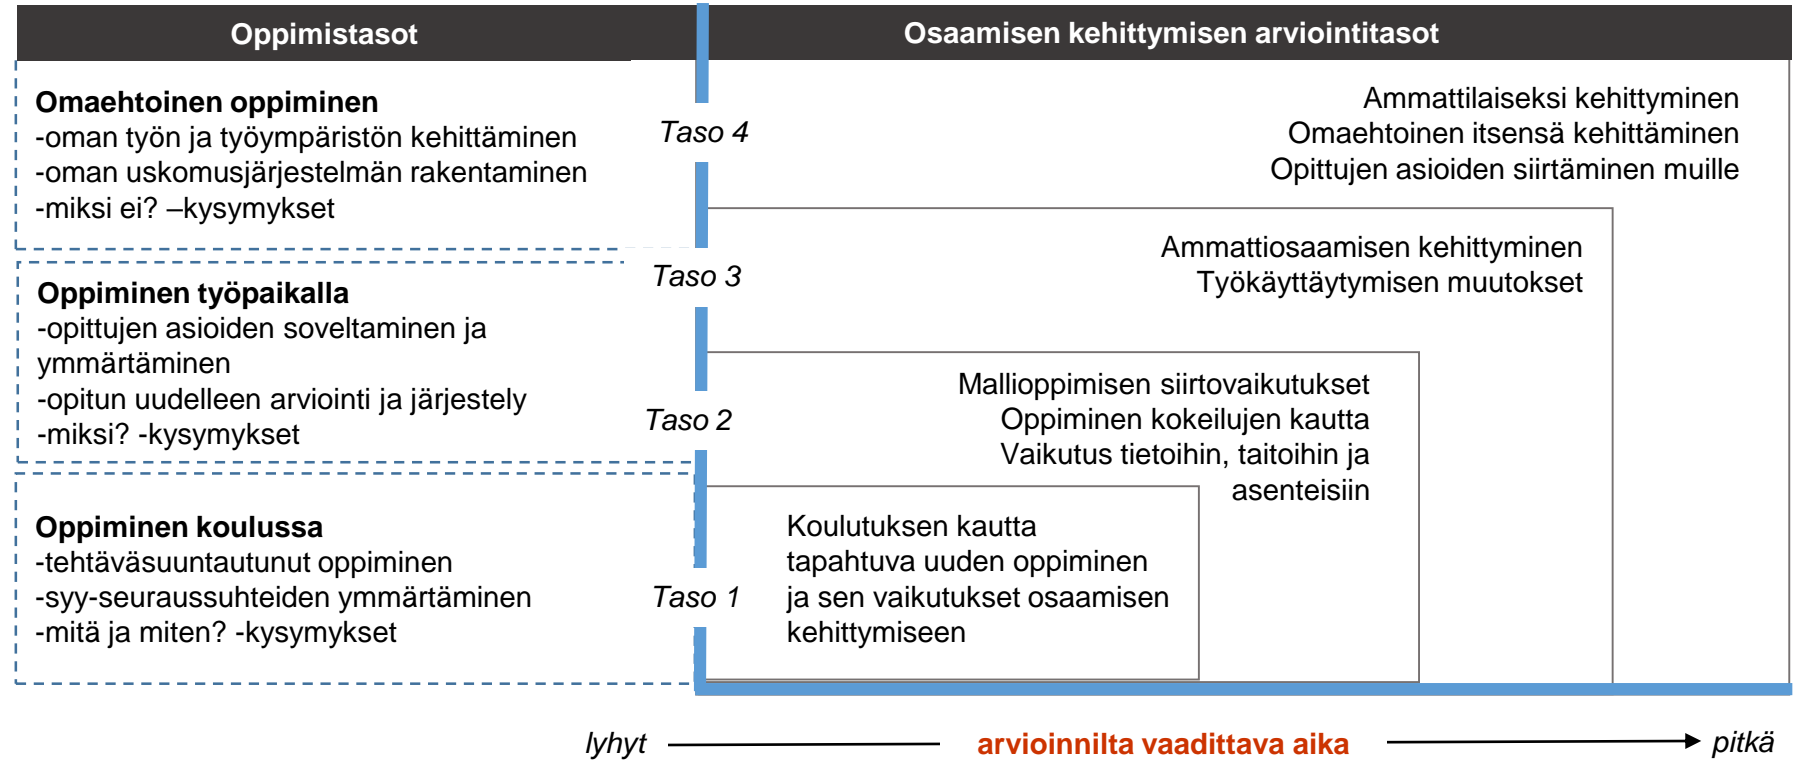 Oppimistasot
Osaamisen kehittymisen arviointitasot
Omaehtoinen oppiminen
-oman työn ja työympäristön kehittäminen
-oman uskomusjärjestelmän rakentaminen
-miksi ei? –kysymykset
Taso 4
Ammattilaiseksi kehittyminen
Omaehtoinen itsensä kehittäminen
Opittujen asioiden siirtäminen muille
Oppiminen työpaikalla
-opittujen asioiden soveltaminen ja
ymmärtäminen
-opitun uudelleen arviointi ja järjestely
-miksi? -kysymykset
Taso 3
Ammattiosaamisen kehittyminen
Työkäyttäytymisen muutokset
Taso 2
Mallioppimisen siirtovaikutukset
Oppiminen kokeilujen kautta
Vaikutus tietoihin, taitoihin ja
asenteisiin
Oppiminen koulussa
-tehtäväsuuntautunut oppiminen
-syy-seuraussuhteiden ymmärtäminen
-mitä ja miten? -kysymykset
Taso 1
Koulutuksen kautta
tapahtuva uuden oppiminen
ja sen vaikutukset osaamisen
kehittymiseen
lyhyt
arvioinnilta vaadittava aika
pitkä